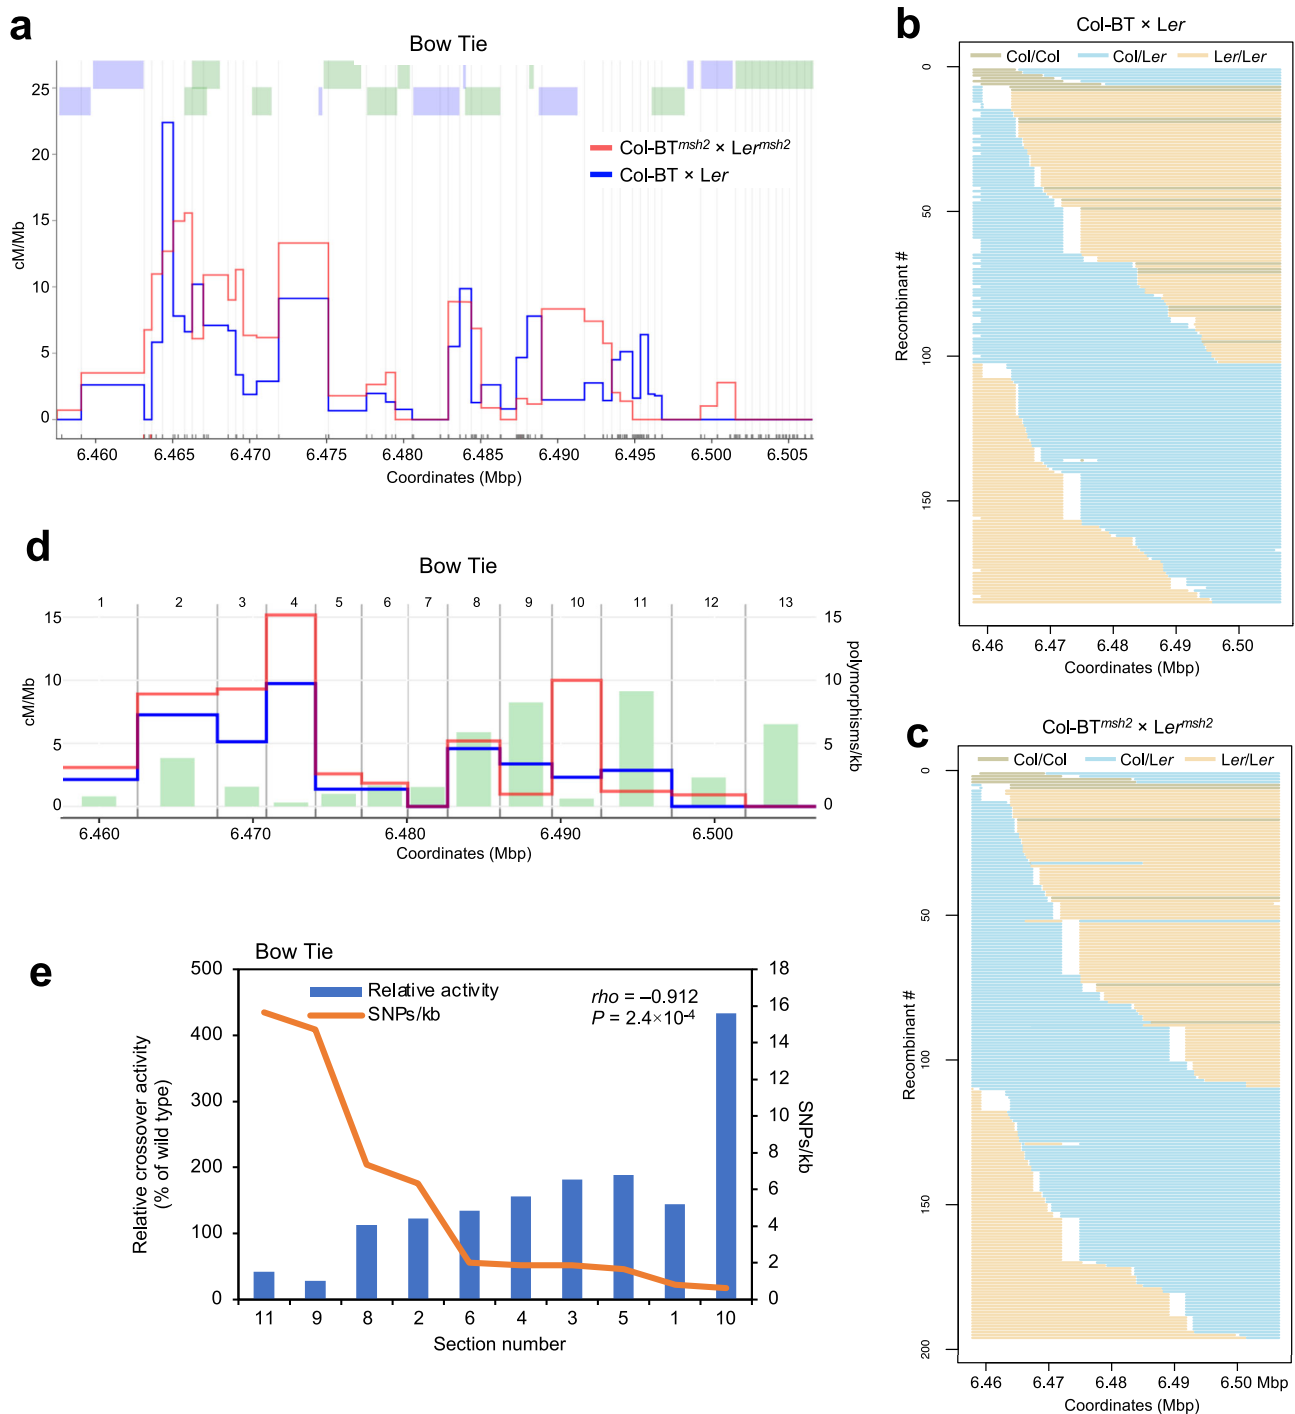 a
Bow Tie
25
20
15
10
5
0
cM/Mb
Col-BTmsh2 × Lermsh2
Col-BT × Ler
6.460
6.465
6.470
6.475
6.480
6.485
6.490
6.495
6.500
6.505
Coordinates (Mbp)
b
Col-BT × Ler
Col/Col
Col/Ler
Ler/Ler
0
50
100
150
Recombinant #
6.46
6.47
6.48
6.49
6.50
Coordinates (Mbp)
d
Bow Tie
1 2 3 4 5 6 7 8 9 10 11 12 13
15
10
5
0
cM/Mb
15
10
5
0
polymorphisms/kb
6.460
6.470
6.480
6.490
6.500
Coordinates (Mbp)
c
Col-BTmsh2 × Lermsh2
Col/Col
Col/Ler
Ler/Ler
0
50
100
150
200
Recombinant #
6.46
6.47
6.48
6.49
6.50 Mbp
Coordinates (Mbp)
e
Bow Tie
Relative activity
SNPs/kb
rho = –0.912
P = 2.4×10-4
500
400
300
200
100
0
Relative crossover activity
(% of wild type)
18
16
14
12
10
8
6
4
2
0
SNPs/kb
11 9 8 2 6 4 3 5 1 10
Section number